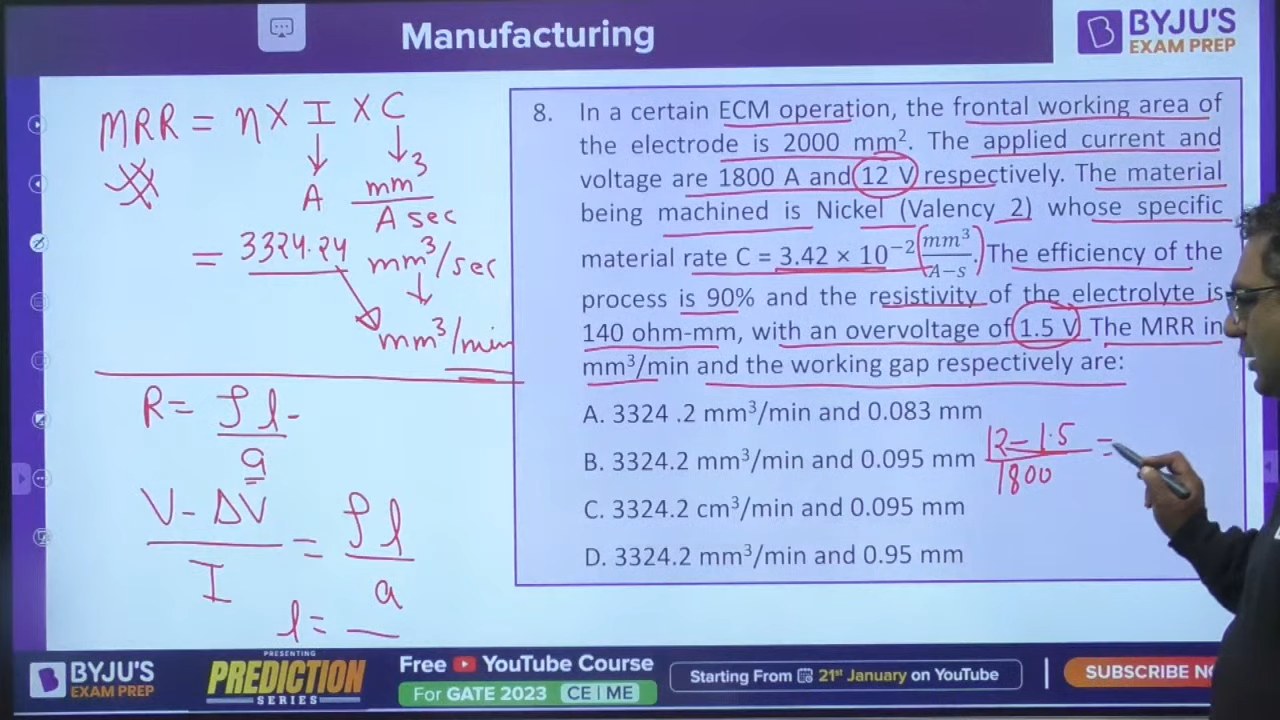 Manufacturing
BYJU'S
EXAM PREP
MRR = η × I × C
A
mm³
A sec
= 3324.24 mm³/sec
mm³/min
R = ρ l
a
V - ΔV
I
= ρ l
a
l =
8. In a certain ECM operation, the frontal working area of
the electrode is 2000 mm². The applied current and
voltage are 1800 A and 12 V respectively. The material
being machined is Nickel (Valency 2) whose specific
material rate C = 3.42 × 10⁻² (mm³/A−s). The efficiency of the
process is 90% and the resistivity of the electrolyte is
140 ohm-mm, with an overvoltage of 1.5 V. The MRR in
mm³/min and the working gap respectively are:
A. 3324 .2 mm³/min and 0.083 mm
B. 3324.2 mm³/min and 0.095 mm
C. 3324.2 cm³/min and 0.095 mm
D. 3324.2 mm³/min and 0.95 mm
12 - 1.5
1800
=
BYJU'S
EXAM PREP
PRESENTING
PREDICTION
SERIES
Free YouTube Course
For GATE 2023 CE | ME
Starting From 21st January on YouTube
SUBSCRIBE